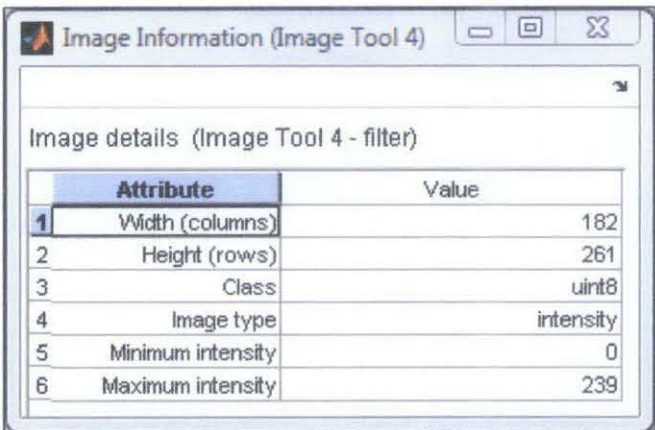 Image Information (Image Tool 4)
Image details (Image Tool 4 - filter)
Attribute Value
1 Width (columns) 182
2 Height (rows) 261
3 Class uint8
4 Image type intensity
5 Minimum intensity 0
6 Maximum intensity 239